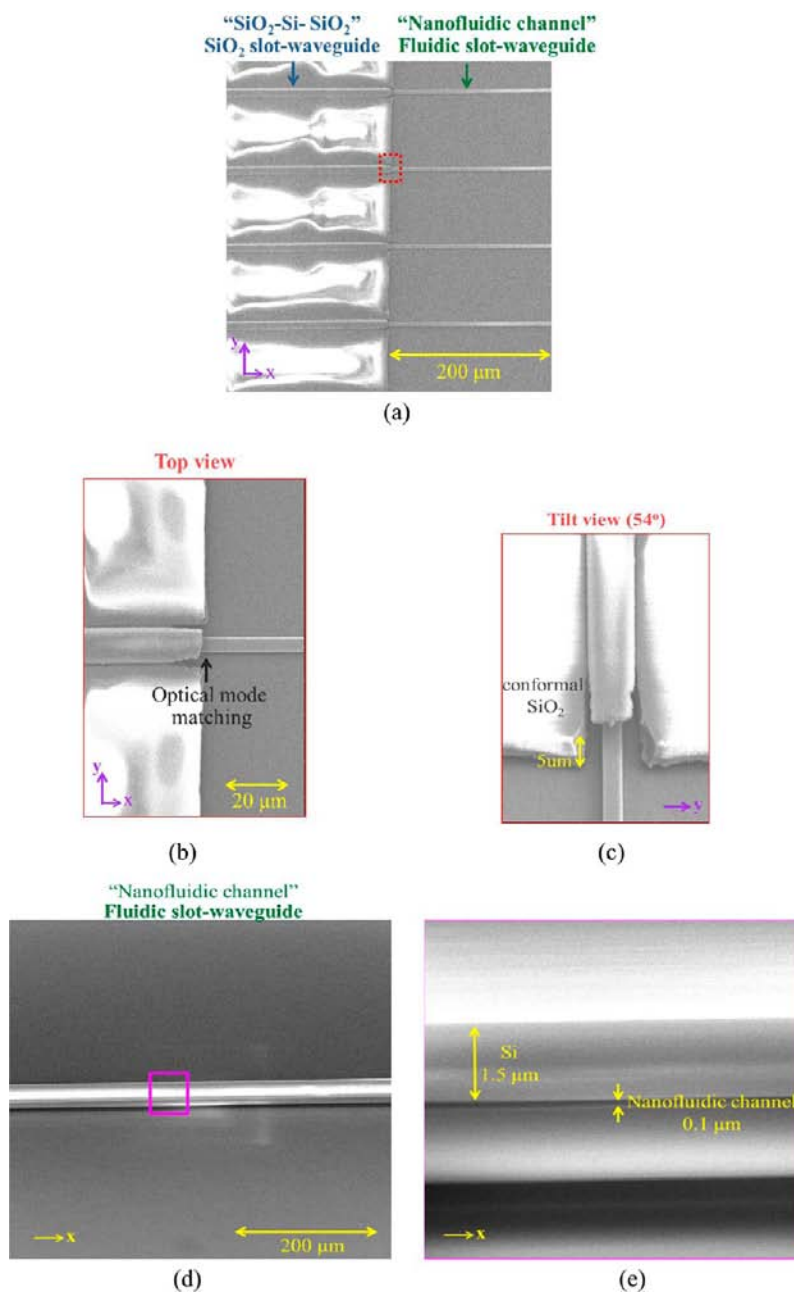 “SiO₂-Si- SiO₂”
SiO₂ slot-waveguide
“Nanofluidic channel”
Fluidic slot-waveguide
y
x
200 μm
(a)
Top view
Optical mode
matching
y
x
20 μm
(b)
Tilt view (54º)
conformal
SiO₂
5um
y
(c)
“Nanofluidic channel”
Fluidic slot-waveguide
x
200 μm
(d)
Si
1.5 μm
Nanofluidic channel
0.1 μm
x
(e)